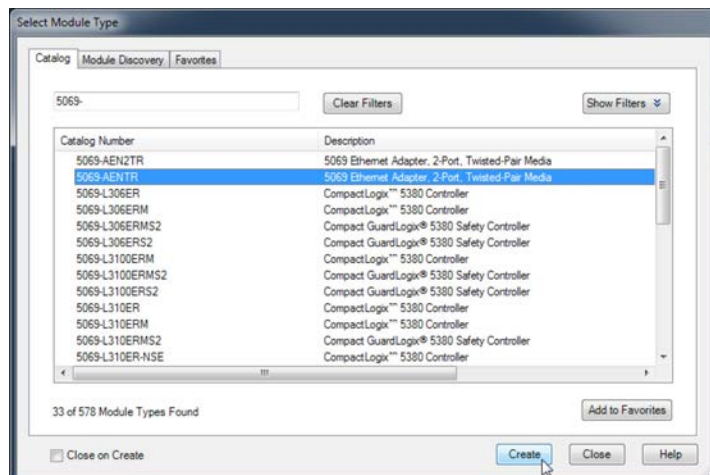 Select Module Type
Catalog Module Discovery Favorites
5069-
Clear Filters
Show Filters
Catalog Number Description
5069-AEN2TR 5069 Ethernet Adapter, 2-Port, Twisted-Pair Media
5069-AENTR 5069 Ethernet Adapter, 2-Port, Twisted-Pair Media
5069-L306ER CompactLogix™ 5380 Controller
5069-L306ERM CompactLogix™ 5380 Controller
5069-L306ERMS2 Compact GuardLogix® 5380 Safety Controller
5069-L306ERS2 Compact GuardLogix® 5380 Safety Controller
5069-L3100ERM CompactLogix™ 5380 Controller
5069-L3100ERMS2 Compact GuardLogix® 5380 Safety Controller
5069-L3100ERS2 Compact GuardLogix® 5380 Safety Controller
5069-L310ER CompactLogix™ 5380 Controller
5069-L310ERM CompactLogix™ 5380 Controller
5069-L310ERMS2 Compact GuardLogix® 5380 Safety Controller
5069-L310ER-NSE CompactLogix™ 5380 Controller
33 of 578 Module Types Found
Add to Favorites
Close on Create
Create Close Help